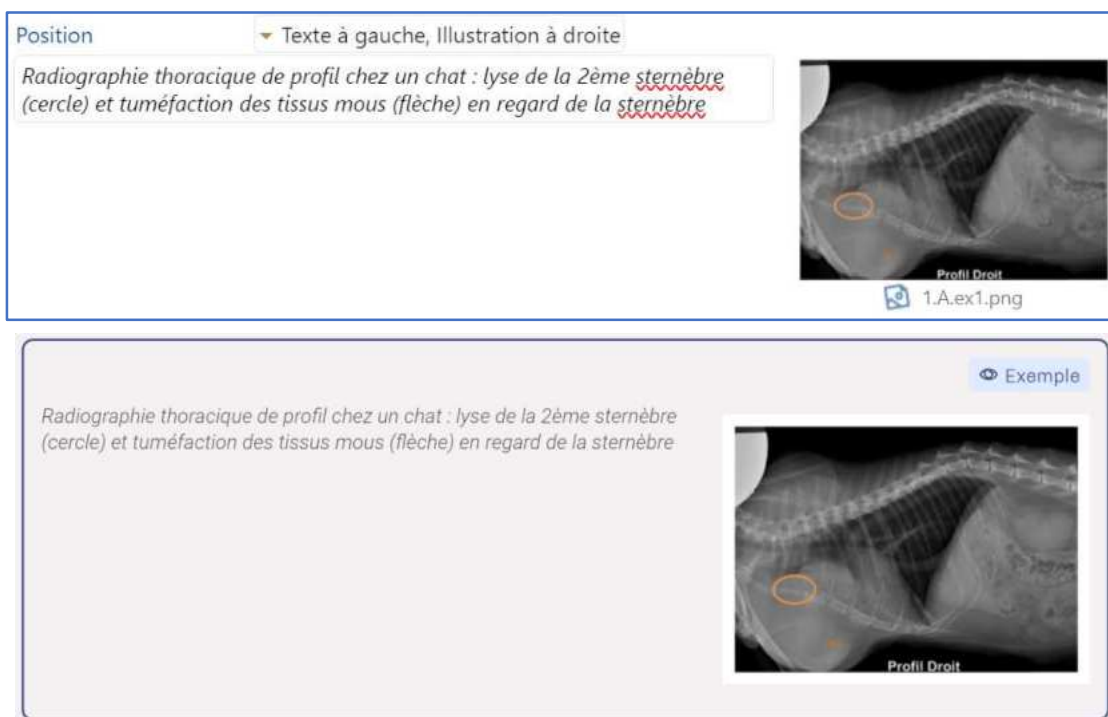 Position
Texte à gauche, Illustration à droite
Radiographie thoracique de profil chez un chat : lyse de la 2ème sternèbre
(cercle) et tuméfaction des tissus mous (flèche) en regard de la sternèbre
Profil Droit
1.A.ex1.png
Exemple
Radiographie thoracique de profil chez un chat : lyse de la 2ème sternèbre
(cercle) et tuméfaction des tissus mous (flèche) en regard de la sternèbre
Profil Droit